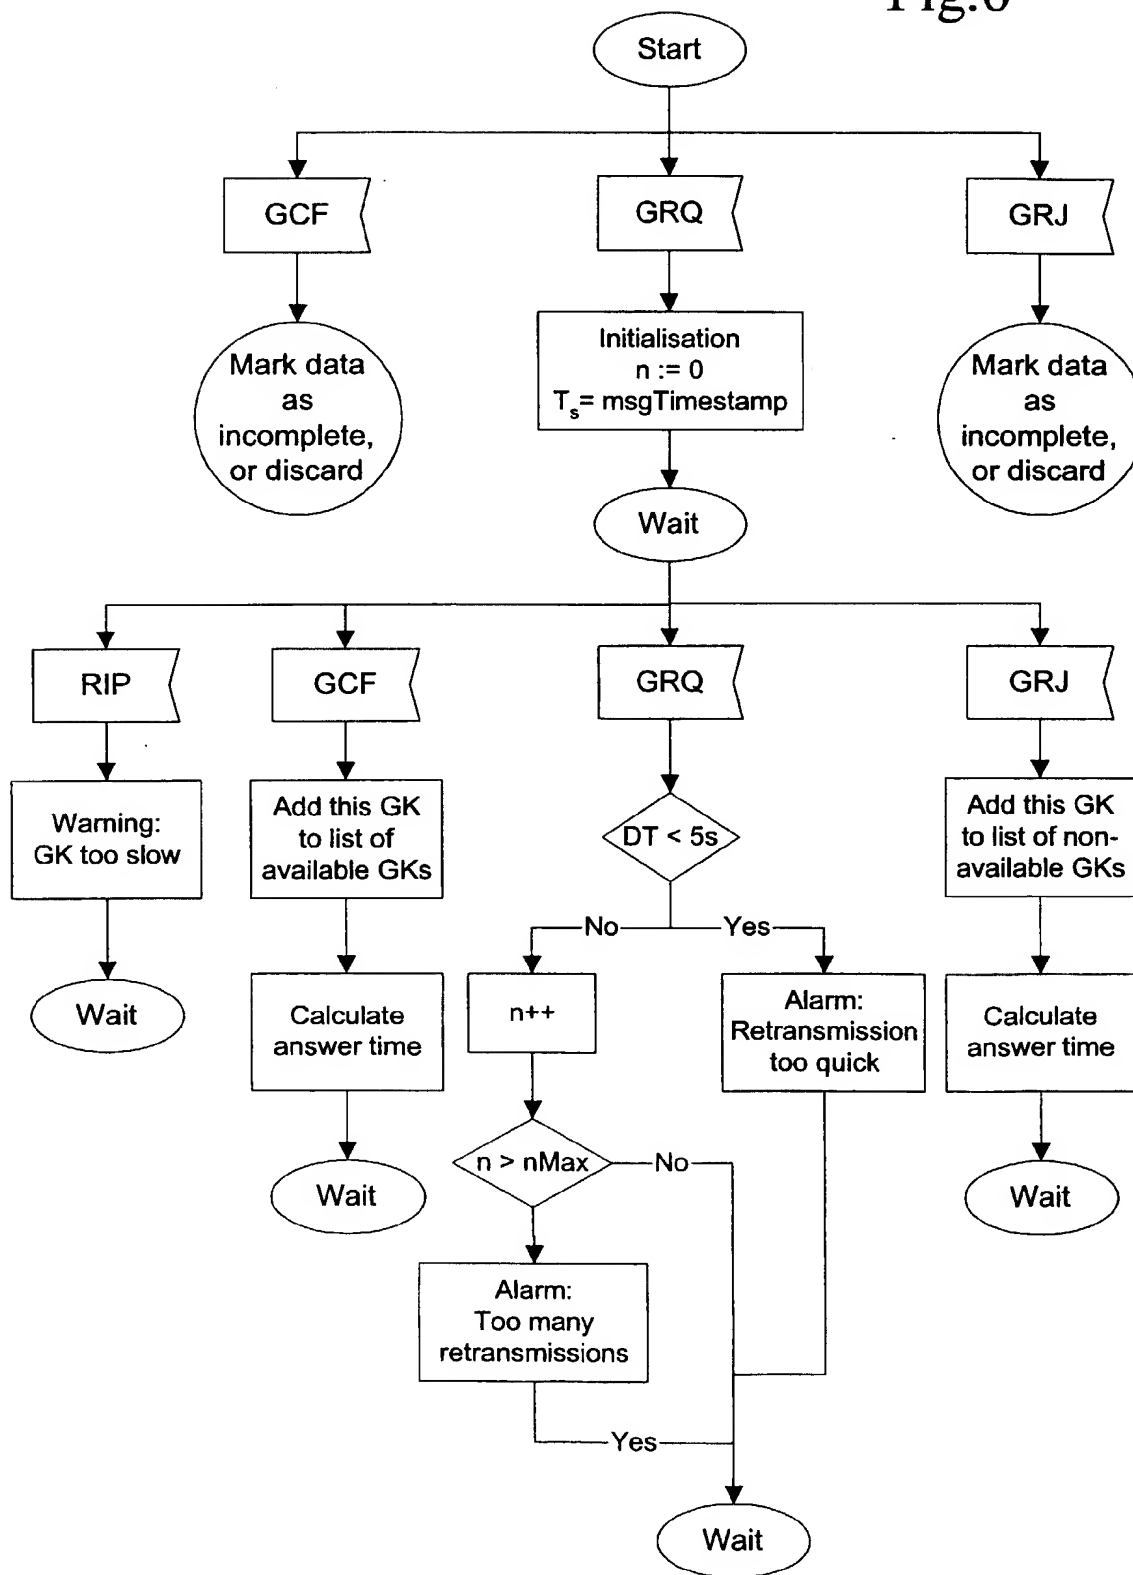 Fig.6
Start
GCF
GRQ
GRJ
Mark data
as
incomplete,
or discard
Initialisation
n := 0
Ts= msgTimestamp
Mark data
as
incomplete,
or discard
Wait
RIP
GCF
GRQ
GRJ
Warning:
GK too slow
Add this GK
to list of
available GKs
DT < 5s
Add this GK
to list of non-
available GKs
No
Yes
Wait
Calculate
answer time
n++
Alarm:
Retransmission
too quick
Calculate
answer time
n > nMax
No
Wait
Wait
Alarm:
Too many
retransmissions
Yes
Wait